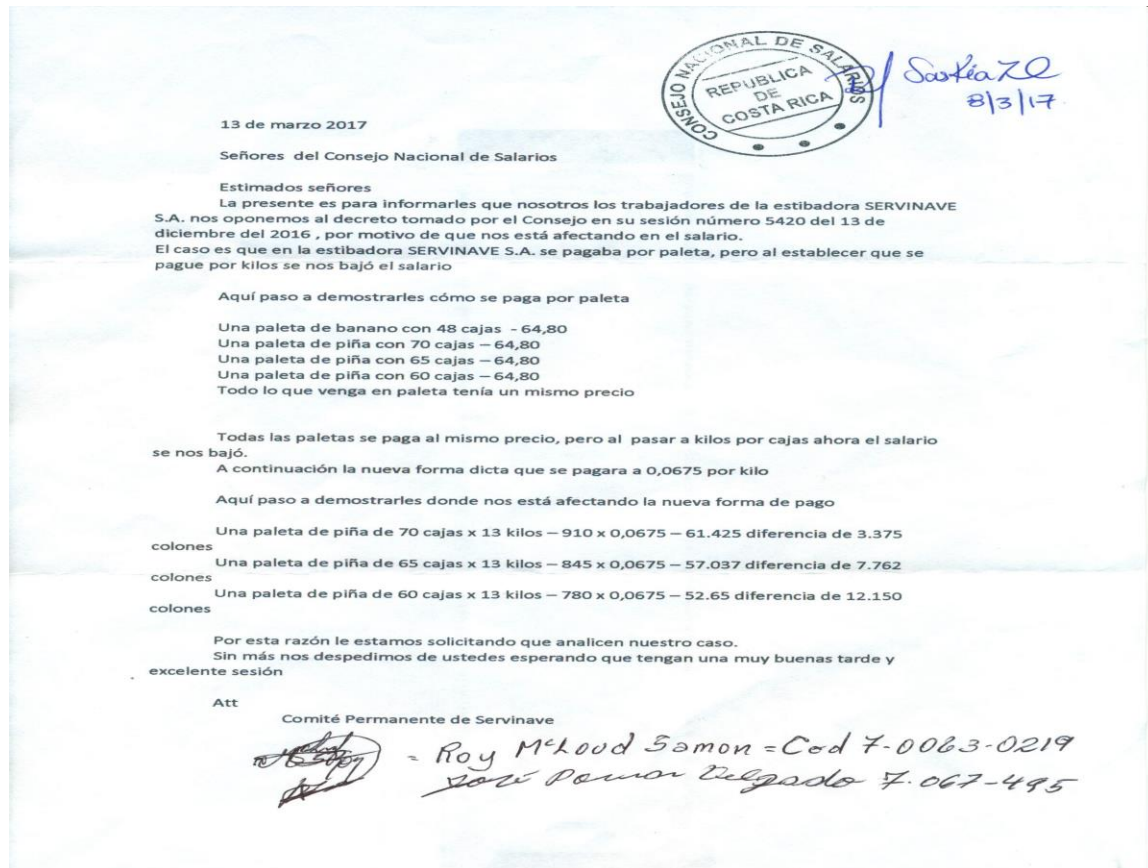 CONSEJO NACIONAL DE SALARIOS
REPUBLICA
DE
COSTA RICA
8/3/17
13 de marzo 2017
Señores del Consejo Nacional de Salarios
Estimados señores
La presente es para informarles que nosotros los trabajadores de la estibadora SERVINAVE
S.A. nos oponemos al decreto tomado por el Consejo en su sesión número 5420 del 13 de
diciembre del 2016 , por motivo de que nos está afectando en el salario.
El caso es que en la estibadora SERVINAVE S.A. se pagaba por paleta, pero al establecer que se
pague por kilos se nos bajó el salario
Aquí paso a demostrarles cómo se paga por paleta
Una paleta de banano con 48 cajas - 64,80
Una paleta de piña con 70 cajas – 64,80
Una paleta de piña con 65 cajas – 64,80
Una paleta de piña con 60 cajas – 64,80
Todo lo que venga en paleta tenía un mismo precio
Todas las paletas se paga al mismo precio, pero al pasar a kilos por cajas ahora el salario
se nos bajó.
A continuación la nueva forma dicta que se pagara a 0,0675 por kilo
Aquí paso a demostrarles donde nos está afectando la nueva forma de pago
Una paleta de piña de 70 cajas x 13 kilos – 910 x 0,0675 – 61.425 diferencia de 3.375
colones
Una paleta de piña de 65 cajas x 13 kilos – 845 x 0,0675 – 57.037 diferencia de 7.762
colones
Una paleta de piña de 60 cajas x 13 kilos – 780 x 0,0675 – 52.65 diferencia de 12.150
colones
Por esta razón le estamos solicitando que analicen nuestro caso.
Sin más nos despedimos de ustedes esperando que tengan una muy buenas tarde y
excelente sesión
Att
Comité Permanente de Servinave
= Roy McLoud Samon = Ced 7-0063-0219
José Delgado 7.067-495